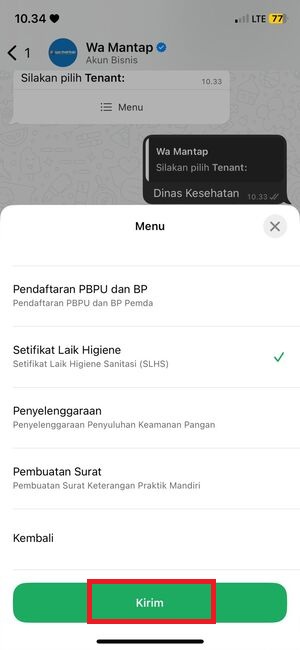 10.34
LTE 77
1
Wa Mantap
Akun Bisnis
Silakan pilih Tenant:
10.33
Menu
Wa Mantap
Silakan pilih Tenant:
Dinas Kesehatan 10.33
Menu
Pendaftaran PBPU dan BP
Pendaftaran PBPU dan BP Pemda
Setifikat Laik Higiene
Setifikat Laik Higiene Sanitasi (SLHS)
Penyelenggaraan
Penyelenggaraan Penyuluhan Keamanan Pangan
Pembuatan Surat
Pembuatan Surat Keterangan Praktik Mandiri
Kembali
Kirim